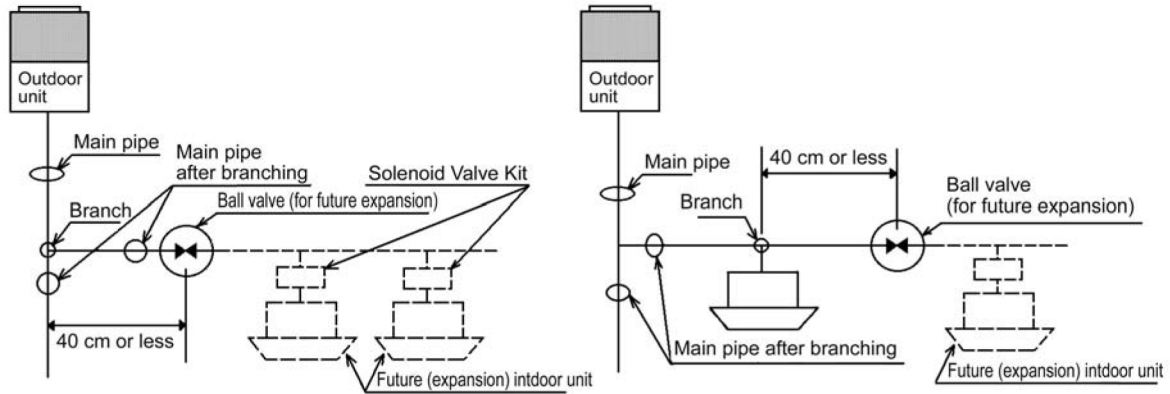 Outdoor
unit
Main pipe
Main pipe
after branching
Solenoid Valve Kit
Ball valve (for future expansion)
Branch
40 cm or less
Future (expansion) intdoor unit
Outdoor
unit
40 cm or less
Main pipe
Ball valve
(for future expansion)
Branch
Main pipe after branching
Future (expansion) intdoor unit